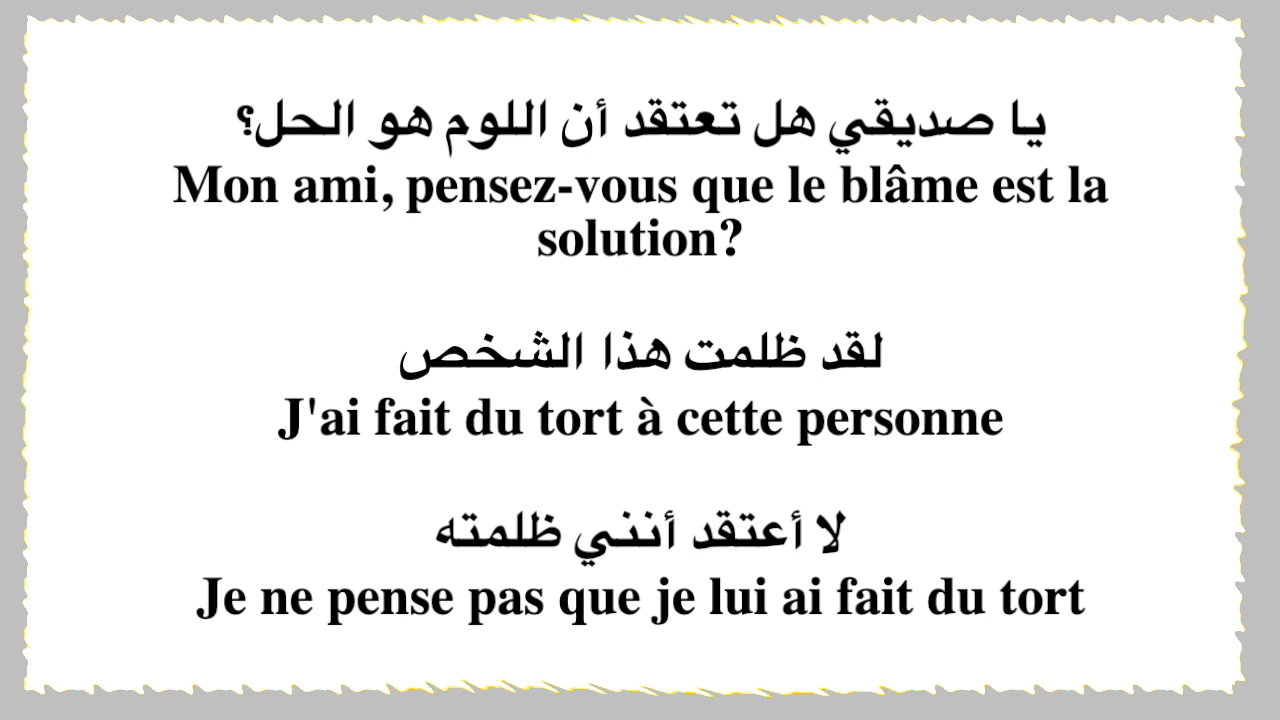 يا صديقي هل تعتقد أن اللوم هو الحل؟
Mon ami, pensez-vous que le blâme est la
solution?
لقد ظلمت هذا الشخص
J'ai fait du tort à cette personne
لا أعتقد أنني ظلمته
Je ne pense pas que je lui ai fait du tort